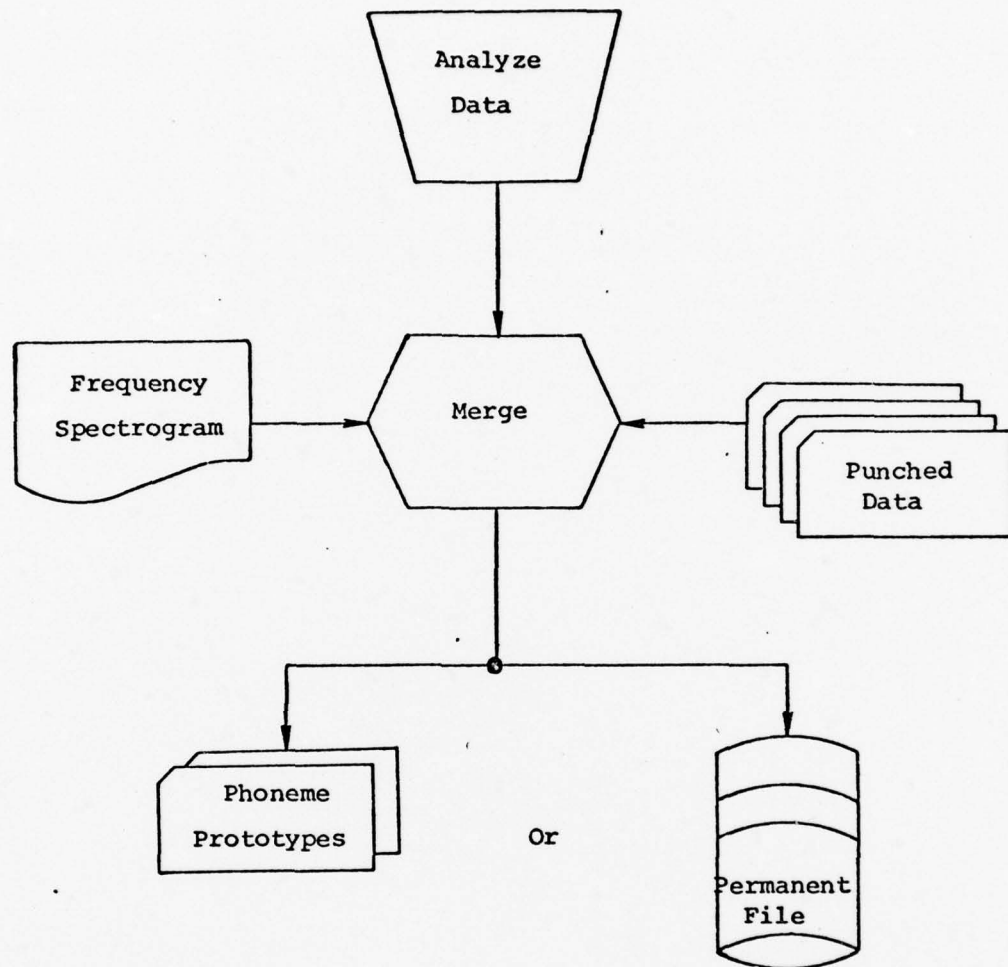 Analyze
Data
Frequency
Spectrogram
Merge
Punched
Data
Phoneme
Prototypes
Or
Permanent
File